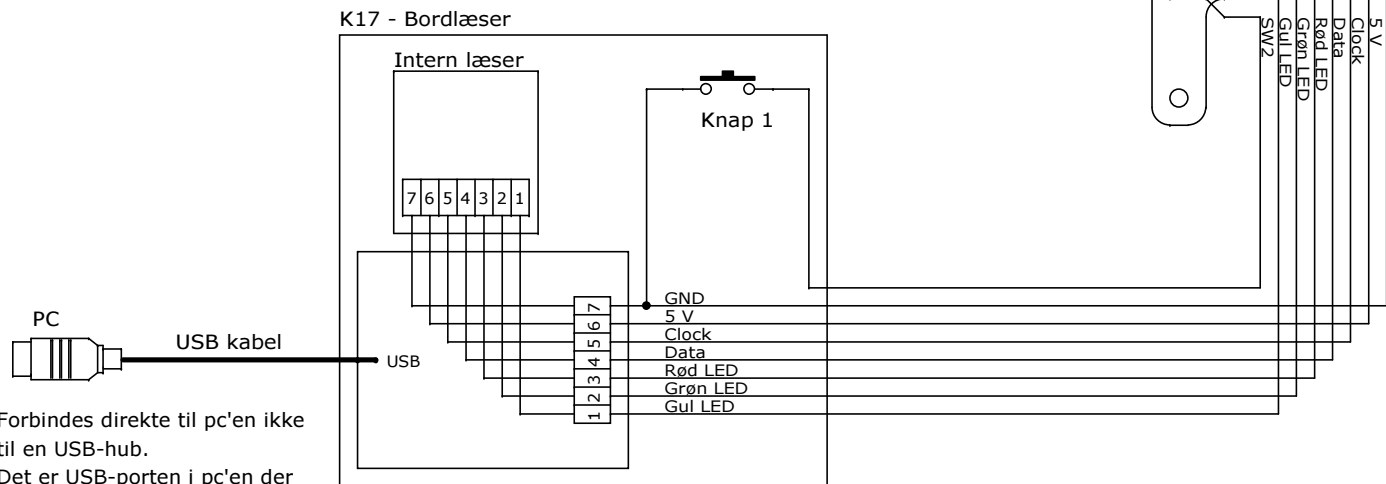 K17 - Bordlæser
Intern læser
Knap 1
7 6 5 4 3 2 1
SW2
Gul LED
Grøn LED
Rød LED
Data
Clock
5 V
PC
USB kabel
USB
7 GND
6 5 V
5 Clock
4 Data
3 Rød LED
2 Grøn LED
1 Gul LED
Forbindes direkte til pc'en ikke
til en USB-hub.
Det er USB-porten i pc'en der